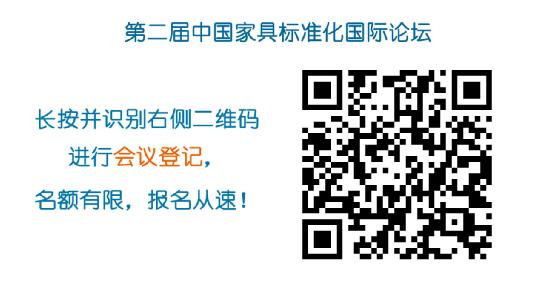 第二届中国家具标准化国际论坛
长按并识别右侧二维码
进行会议登记，
名额有限，报名从速！